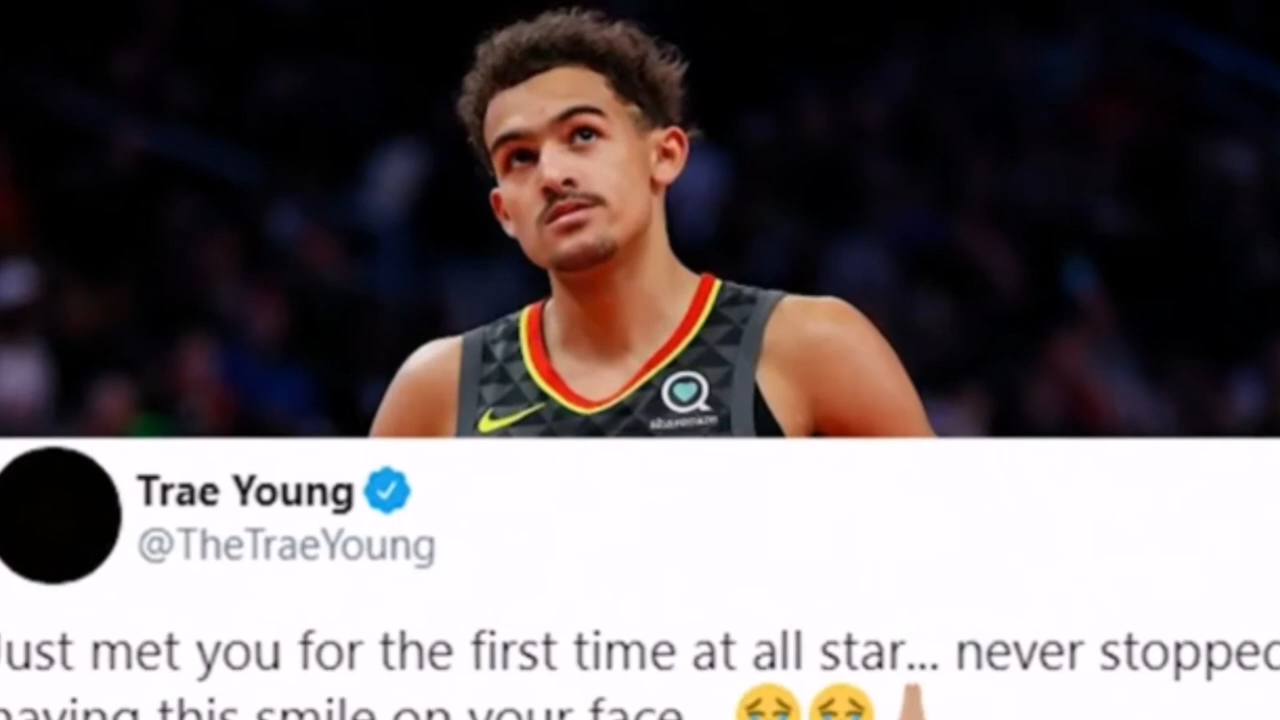 sharecare
Trae Young
@TheTraeYoung
Just met you for the first time at all star... never stopped
having this smile on your face... 😭😭🙏🏽